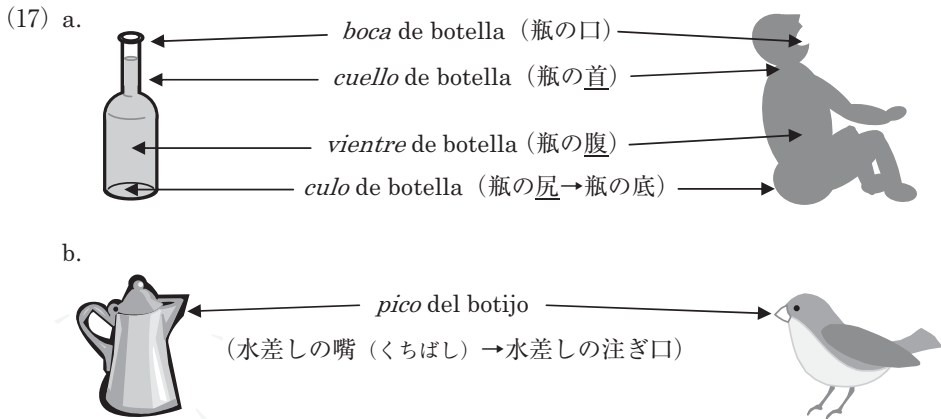 (17) a.
boca de botella（瓶の口）
cuello de botella（瓶の首）
vientre de botella（瓶の腹）
culo de botella（瓶の尻→瓶の底）
b.
pico del botijo
（水差しの嘴（くちばし）→水差しの注ぎ口）